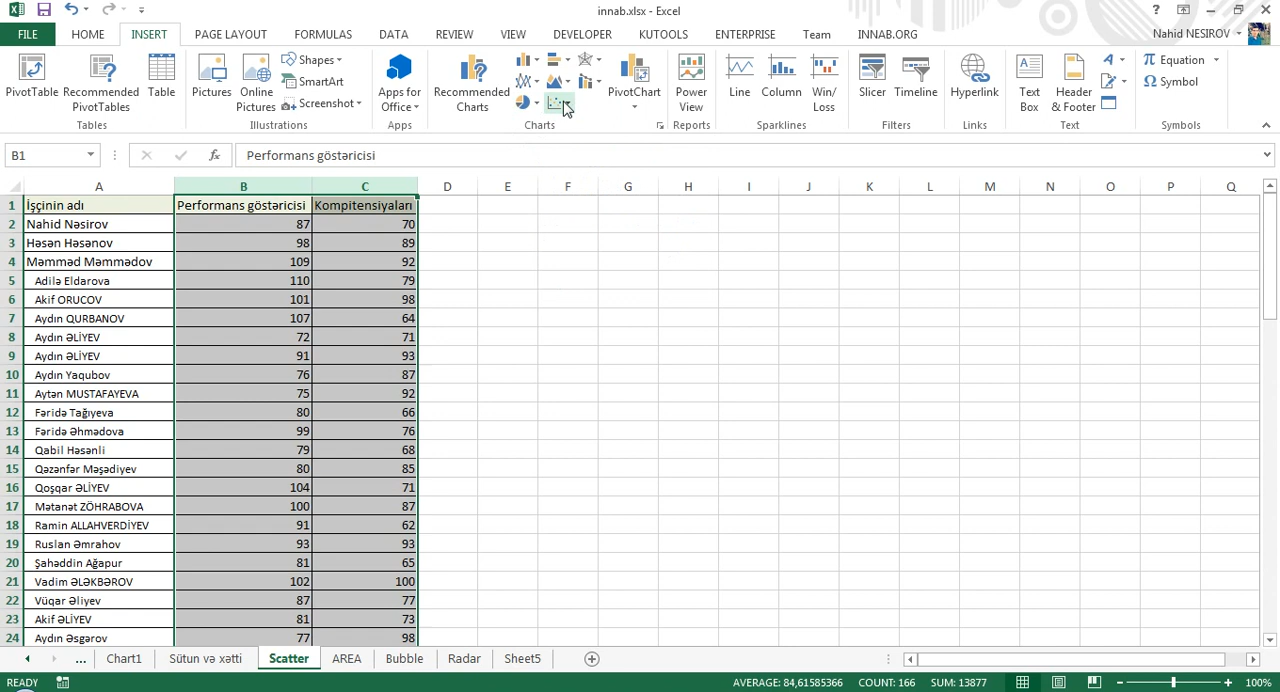 innab.xlsx - Excel
FILE HOME INSERT PAGE LAYOUT FORMULAS DATA REVIEW VIEW DEVELOPER KUTOOLS ENTERPRISE Team INNAB.ORG Nahid NESIROV
PivotTable Recommended PivotTables Table Pictures Online Pictures Shapes SmartArt Screenshot Apps for Office Recommended Charts PivotChart Power View Line Column Win/Loss Slicer Timeline Hyperlink Text Box Header & Footer Equation Symbol
Tables Illustrations Apps Charts Reports Sparklines Filters Links Text Symbols
B1 fx Performans göstəricisi
A B C D E F G H I J K L M N O P Q
1 İşçinin adı Performans göstəricisi Kompitensiyaları
2 Nahid Nəsirov 87 70
3 Həsən Həsənov 98 89
4 Məmməd Məmmədov 109 92
5 Adilə Eldarova 110 79
6 Akif ORUCOV 101 98
7 Aydın QURBANOV 107 64
8 Aydın ƏLİYEV 72 71
9 Aydın ƏLİYEV 91 93
10 Aydın Yaqubov 76 87
11 Aytən MUSTAFAYEVA 75 92
12 Fəridə Tağıyeva 80 66
13 Fəridə Əhmədova 99 76
14 Qabil Həsənli 79 68
15 Qəzənfər Məşədiyev 80 85
16 Qoşqar ƏLİYEV 104 71
17 Mətanət ZÖHRABOVA 100 87
18 Ramin ALLAHVERDİYEV 91 62
19 Ruslan Əmrahov 93 93
20 Şahəddin Ağapur 81 65
21 Vadim ƏLƏKBƏROV 102 100
22 Vüqar Əliyev 87 77
23 Akif ƏLİYEV 81 73
24 Aydın Əsgərov 77 98
... Chart1 Sütun və xətti Scatter AREA Bubble Radar Sheet5
READY AVERAGE: 84,61585366 COUNT: 166 SUM: 13877 100%